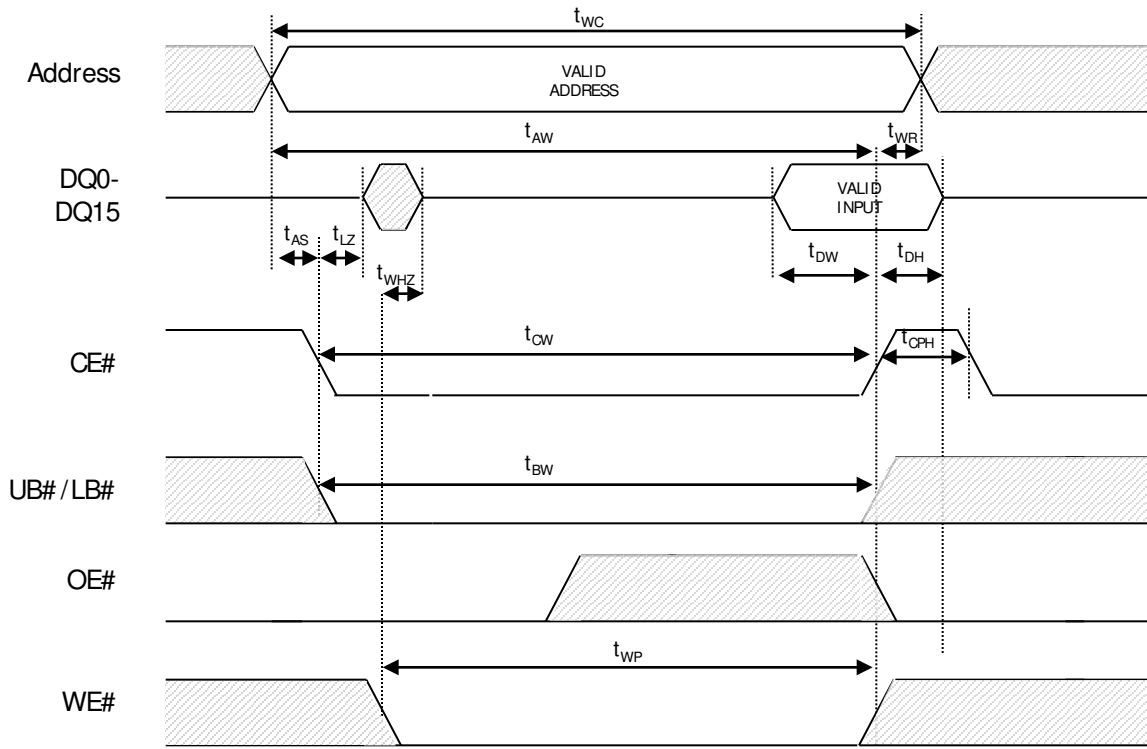 tWC
Address
VALID
ADDRESS
tAW
tWR
DQ0-
DQ15
VALID
INPUT
tAS
tLZ
tWHZ
tDW
tDH
CE#
tCW
tCPH
UB# / LB#
tBW
OE#
tWP
WE#